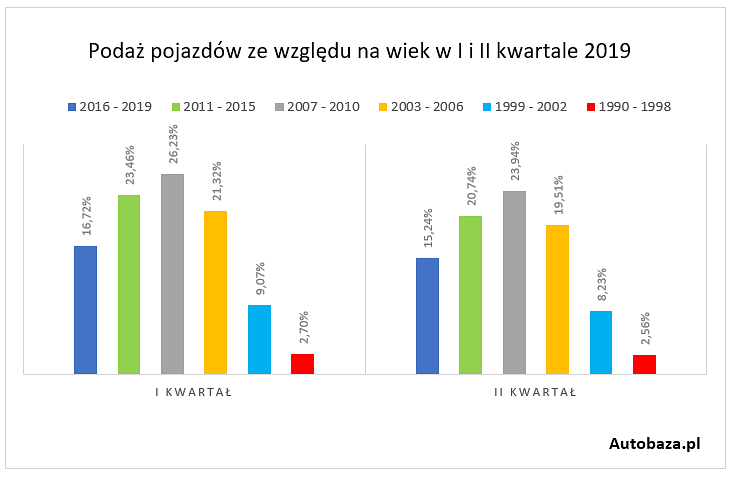 Podaż pojazdów ze względu na wiek w I i II kwartale 2019
2016 - 2019 2011 - 2015 2007 - 2010 2003 - 2006 1999 - 2002 1990 - 1998
16,72%
23,46%
26,23%
21,32%
9,07%
2,70%
15,24%
20,74%
23,94%
19,51%
8,23%
2,56%
I KWARTAŁ
II KWARTAŁ
Autobaza.pl